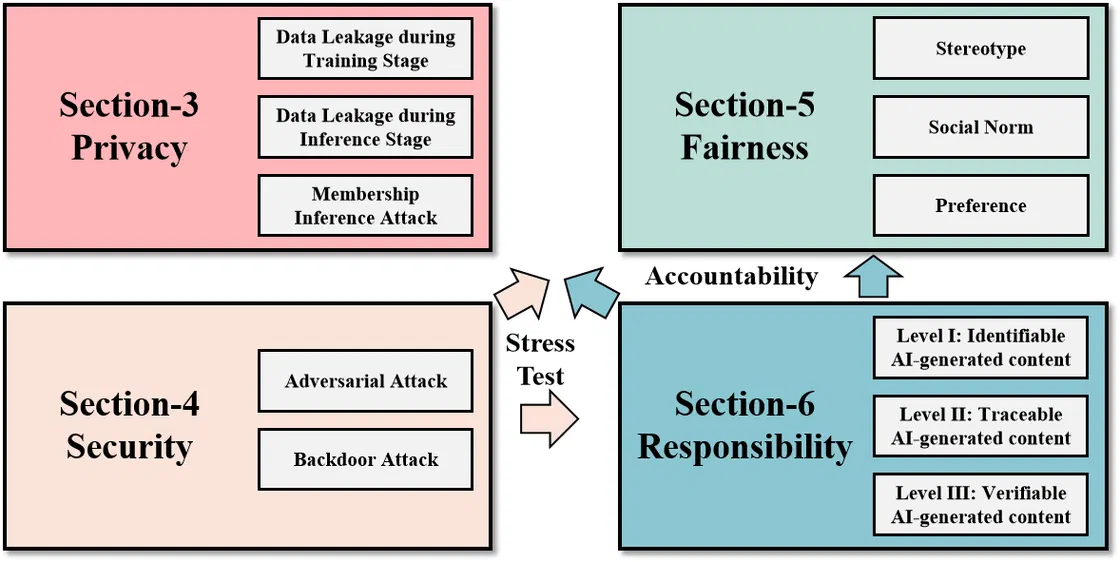 Section-3
Privacy
Data Leakage during
Training Stage
Data Leakage during
Inference Stage
Membership
Inference Attack
Section-5
Fairness
Stereotype
Social Norm
Preference
Accountability
Stress
Test
Section-4
Security
Adversarial Attack
Backdoor Attack
Section-6
Responsibility
Level I: Identifiable
AI-generated content
Level II: Traceable
AI-generated content
Level III: Verifiable
AI-generated content